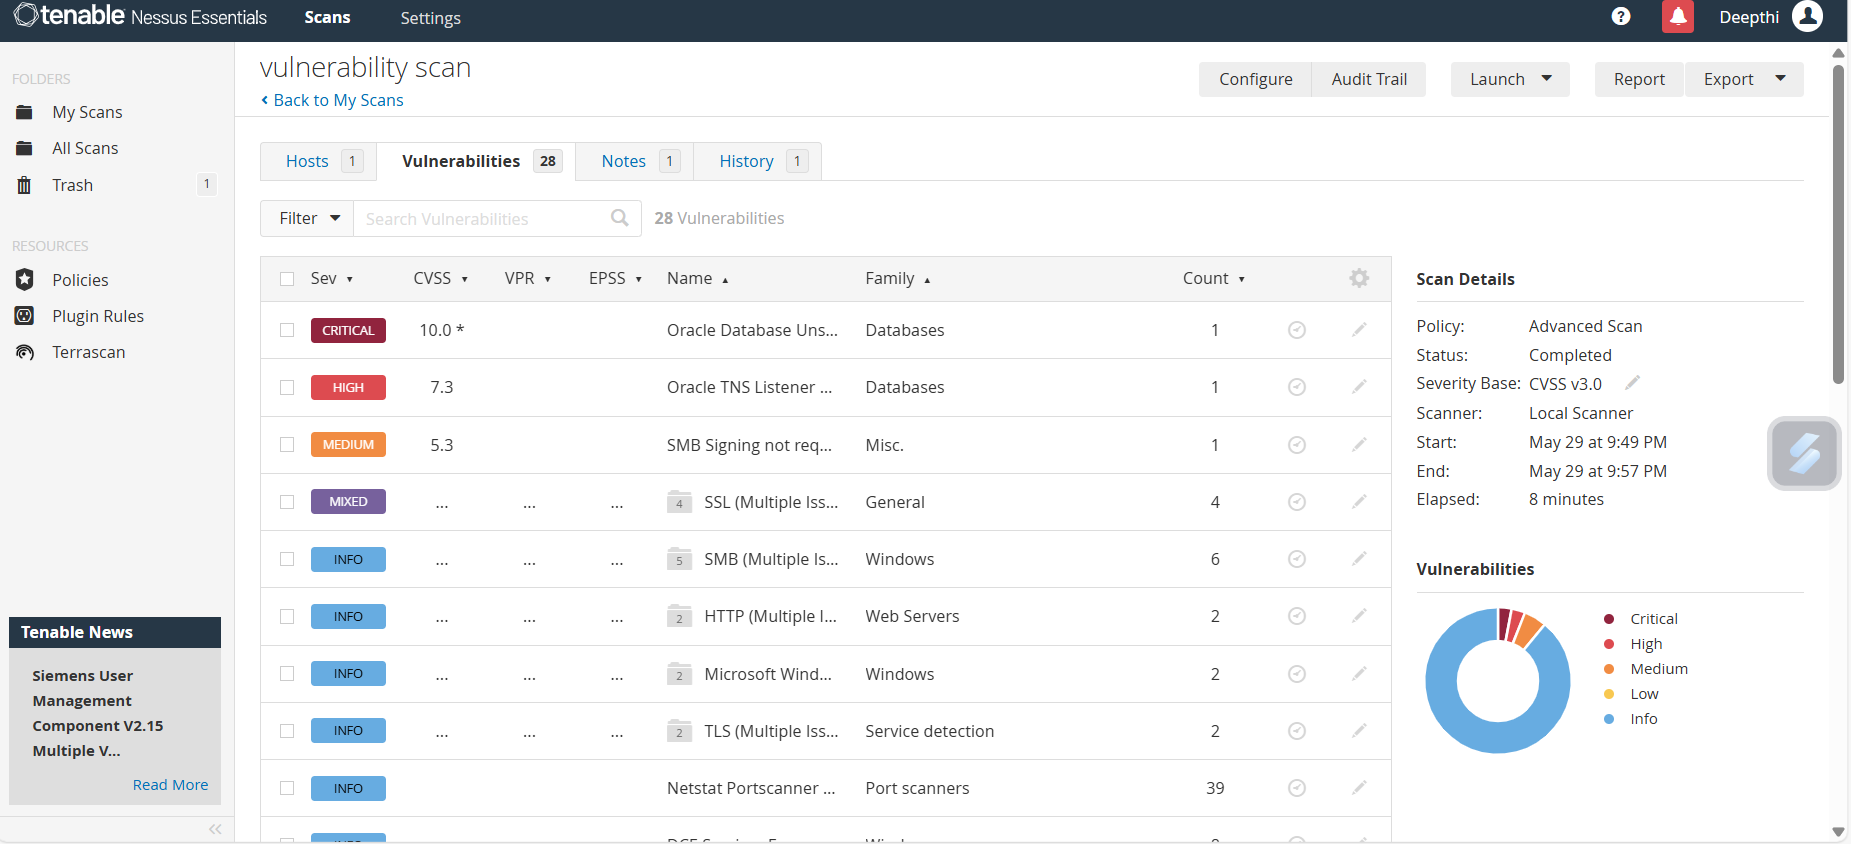 tenable Nessus Essentials Scans Settings Deepthi
FOLDERS
My Scans
All Scans
Trash 1
RESOURCES
Policies
Plugin Rules
Terrascan
Tenable News
Siemens User
Management
Component V2.15
Multiple V...
Read More
vulnerability scan
Back to My Scans
Configure Audit Trail Launch Report Export
Hosts 1 Vulnerabilities 28 Notes 1 History 1
Filter Search Vulnerabilities 28 Vulnerabilities
Sev CVSS VPR EPSS Name Family Count
CRITICAL 10.0 * Oracle Database Uns... Databases 1
HIGH 7.3 Oracle TNS Listener ... Databases 1
MEDIUM 5.3 SMB Signing not req... Misc. 1
MIXED ... ... ... 4 SSL (Multiple Iss... General 4
INFO ... ... ... 5 SMB (Multiple Is... Windows 6
INFO ... ... ... 2 HTTP (Multiple I... Web Servers 2
INFO ... ... ... 2 Microsoft Wind... Windows 2
INFO ... ... ... 2 TLS (Multiple Iss... Service detection 2
INFO Netstat Portscanner ... Port scanners 39
Scan Details
Policy: Advanced Scan
Status: Completed
Severity Base: CVSS v3.0
Scanner: Local Scanner
Start: May 29 at 9:49 PM
End: May 29 at 9:57 PM
Elapsed: 8 minutes
Vulnerabilities
Critical
High
Medium
Low
Info